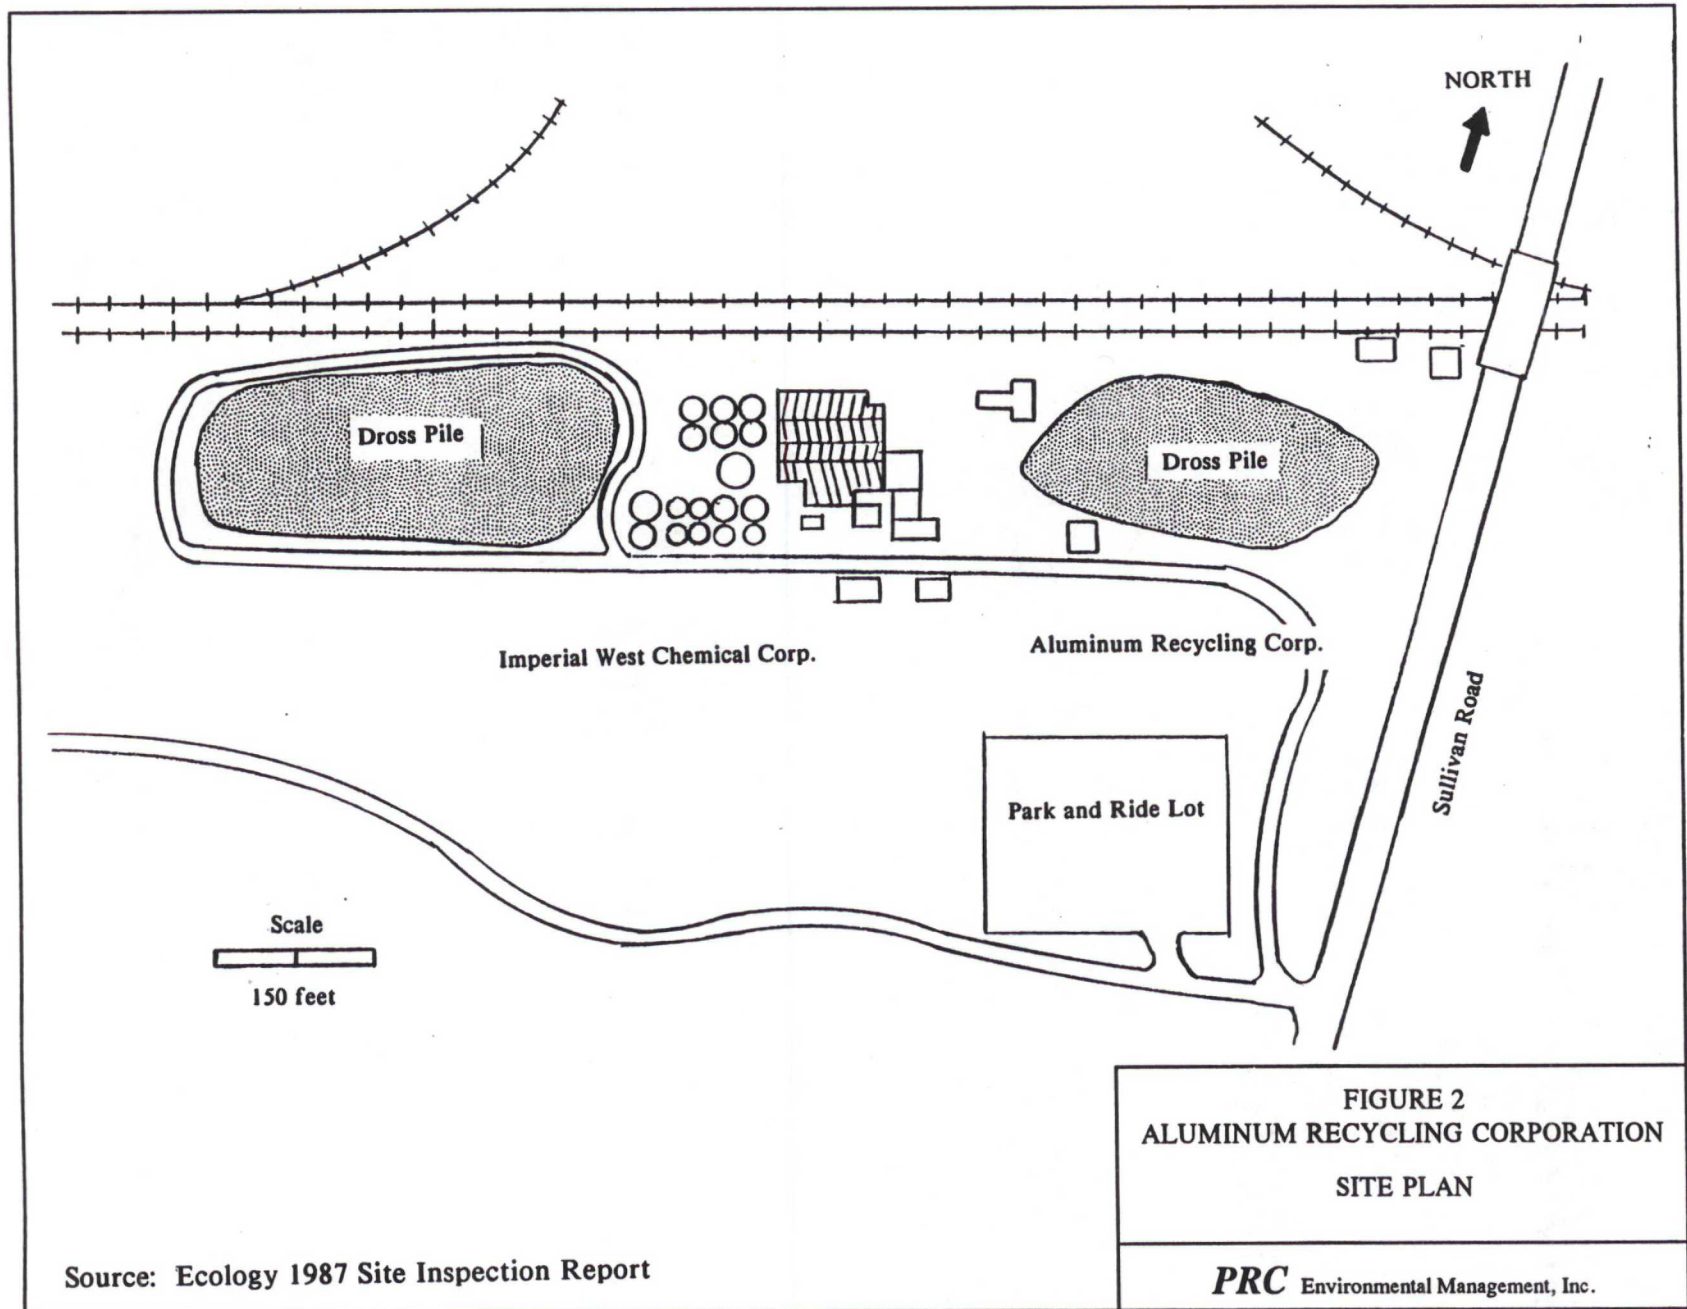 NORTH
Dross Pile
Dross Pile
Imperial West Chemical Corp.
Aluminum Recycling Corp.
Sullivan Road
Park and Ride Lot
Scale
150 feet
FIGURE 2
ALUMINUM RECYCLING CORPORATION
SITE PLAN
Source: Ecology 1987 Site Inspection Report
PRC Environmental Management, Inc.